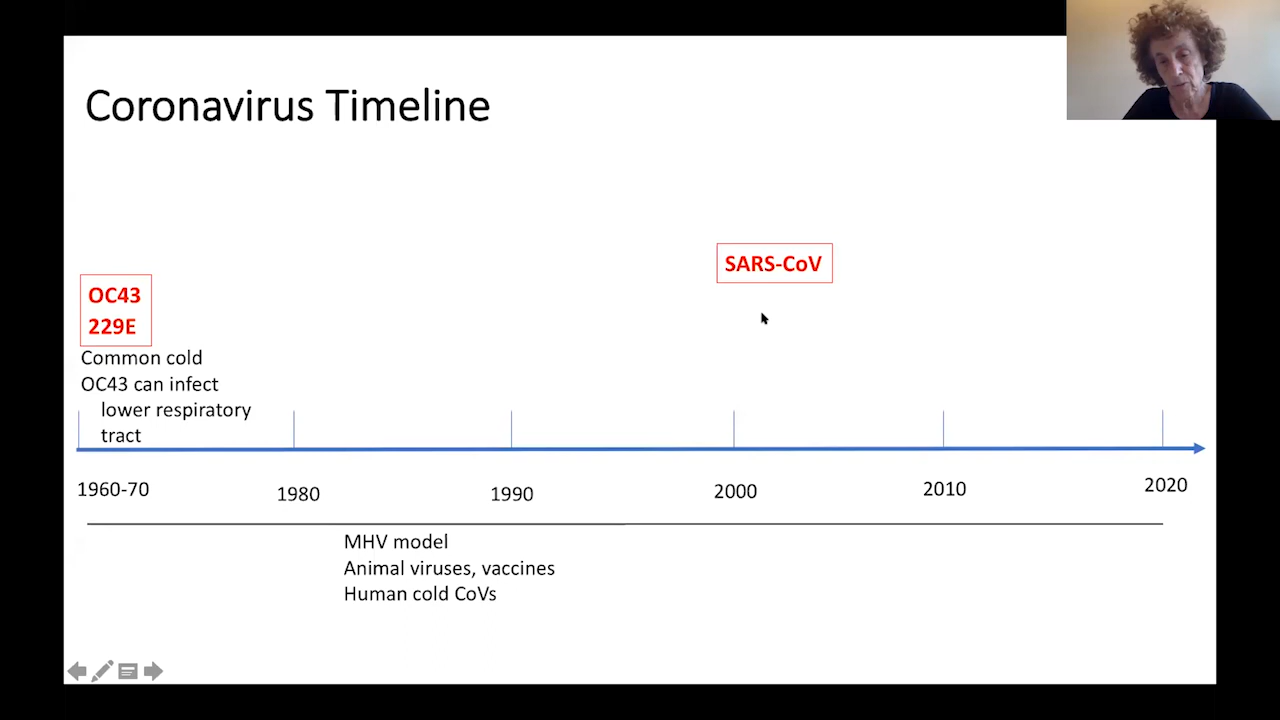 Coronavirus Timeline
SARS-CoV
OC43
229E
Common cold
OC43 can infect
lower respiratory
tract
1960-70
1980
1990
2000
2010
2020
MHV model
Animal viruses, vaccines
Human cold CoVs